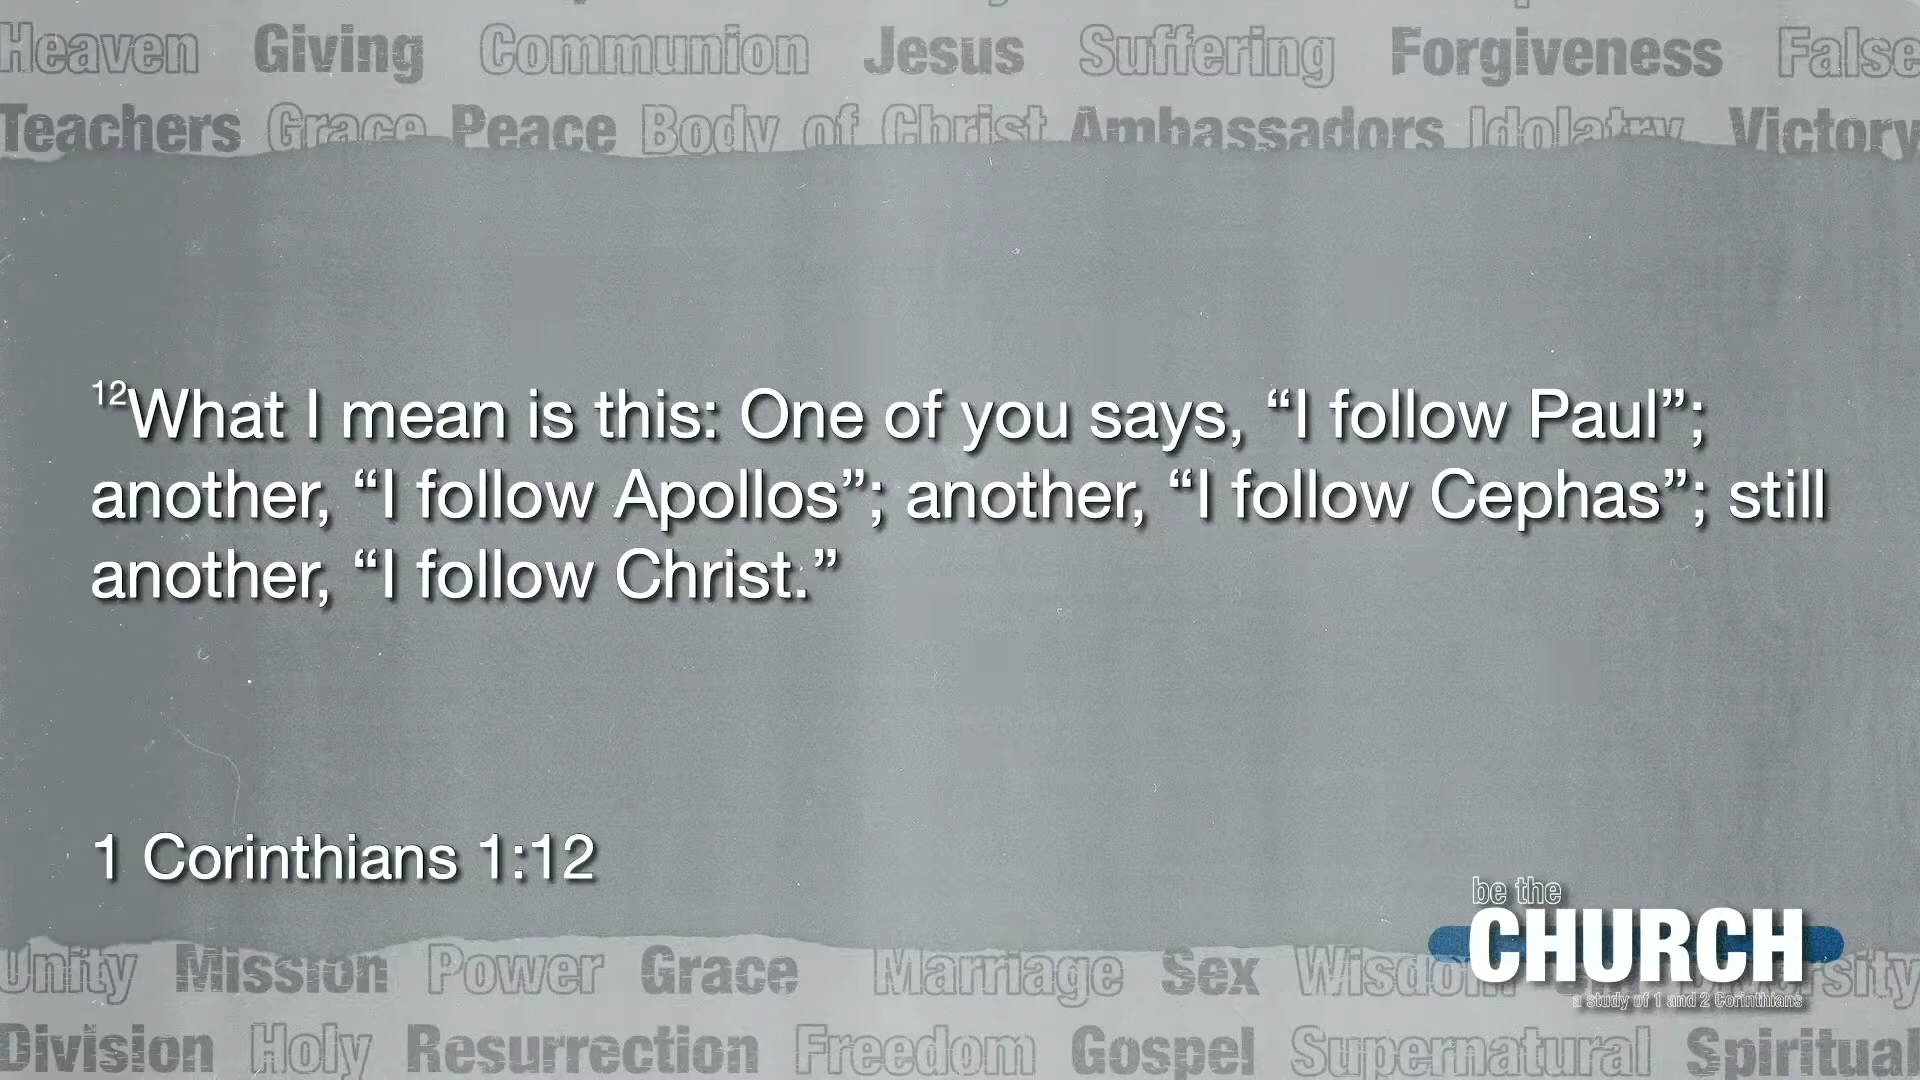 Heaven Giving Communion Jesus Suffering Forgiveness False
Teachers Grace Peace Body of Christ Ambassadors Idolatry Victory
12What I mean is this: One of you says, “I follow Paul”;
another, “I follow Apollos”; another, “I follow Cephas”; still
another, “I follow Christ.”
1 Corinthians 1:12
be the
CHURCH
a study of 1 and 2 Corinthians
Unity Mission Power Grace Marriage Sex Wisdom
Division Holy Resurrection Freedom Gospel Supernatural Spiritual